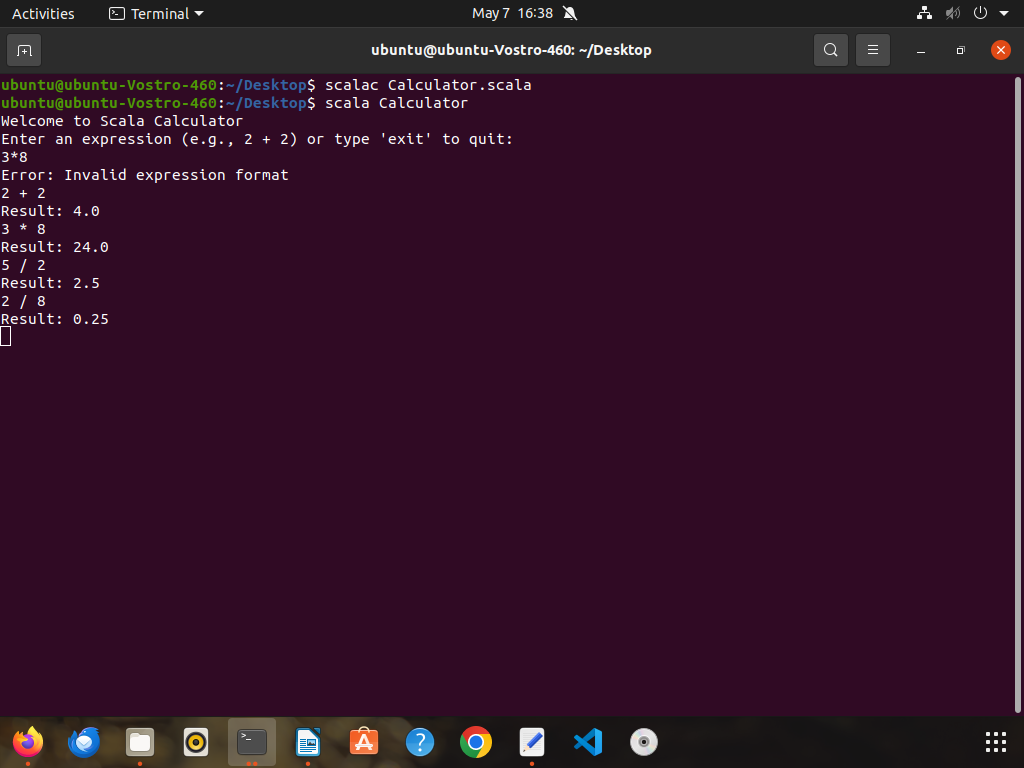 Activities
Terminal
May 7 16:38
ubuntu@ubuntu-Vostro-460: ~/Desktop
ubuntu@ubuntu-Vostro-460:~/Desktop$ scalac Calculator.scala
ubuntu@ubuntu-Vostro-460:~/Desktop$ scala Calculator
Welcome to Scala Calculator
Enter an expression (e.g., 2 + 2) or type 'exit' to quit:
3*8
Error: Invalid expression format
2 + 2
Result: 4.0
3 * 8
Result: 24.0
5 / 2
Result: 2.5
2 / 8
Result: 0.25